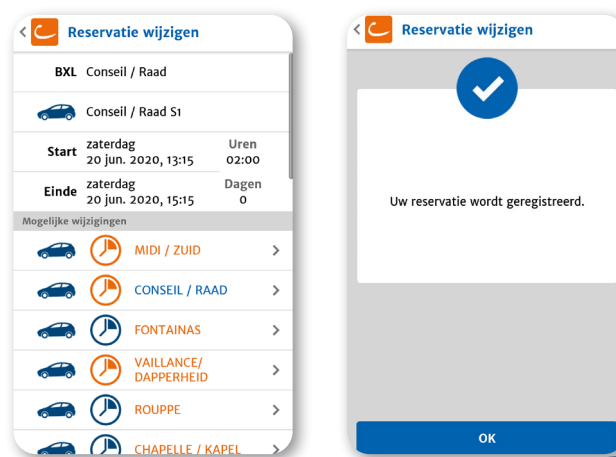 Reservatie wijzigen
BXL Conseil / Raad
Conseil / Raad S1
Start zaterdag Uren
20 jun. 2020, 13:15 02:00
Einde zaterdag Dagen
20 jun. 2020, 15:15 0
Mogelijke wijzigingen
MIDI / ZUID
CONSEIL / RAAD
FONTAINAS
VAILLANCE/
DAPPERHEID
ROUPPE
CHAPELLE / KAPEL
Reservatie wijzigen
Uw reservatie wordt geregistreerd.
OK